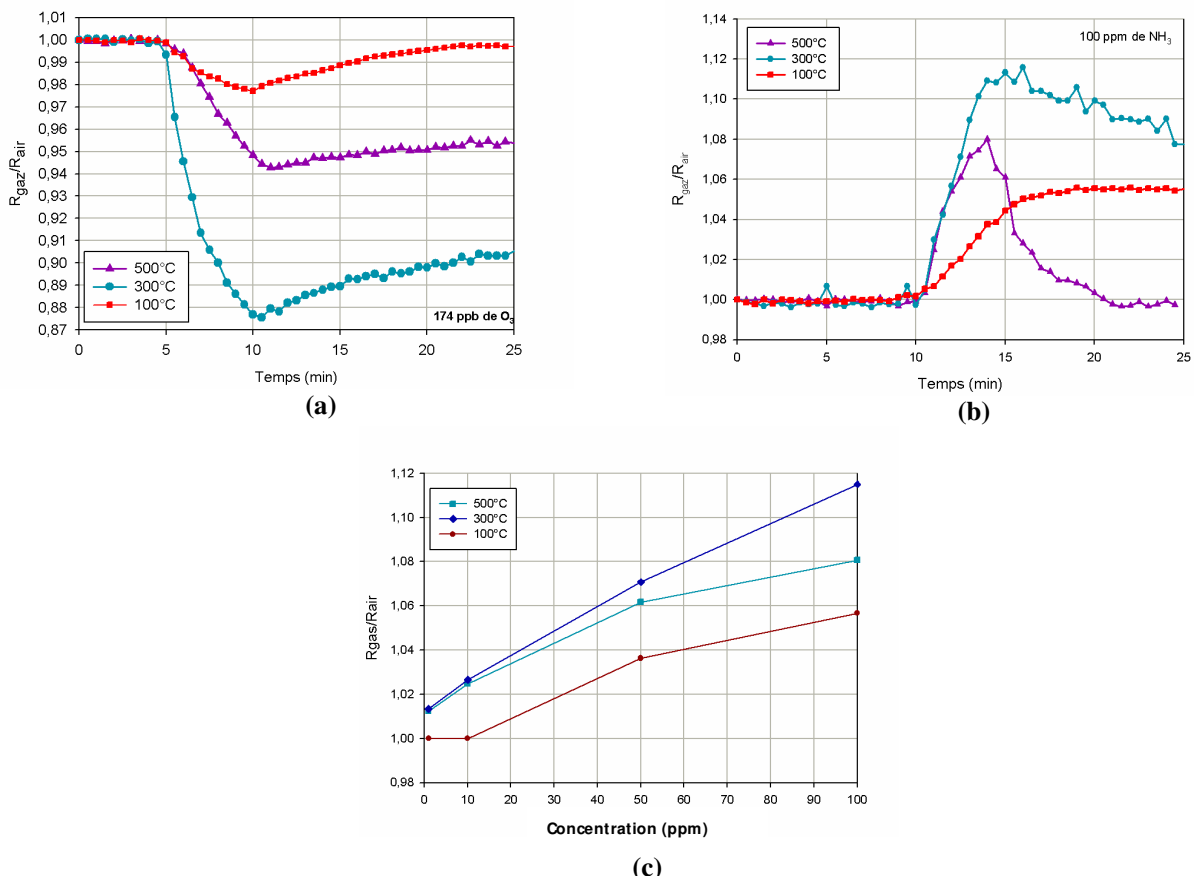 1,01
1,00
0,99
0,98
0,97
0,96
0,95
0,94
0,93
0,92
0,91
0,90
0,89
0,88
0,87
R_gaz/R_air
500°C
300°C
100°C
174 ppb de O₃
0 5 10 15 20 25
Temps (min)
(a)
1,14
1,12
1,10
1,08
1,06
1,04
1,02
1,00
0,98
R_gaz/R_air
500°C
300°C
100°C
100 ppm de NH₃
0 5 10 15 20 25
Temps (min)
(b)
1,12
1,10
1,08
1,06
1,04
1,02
1,00
0,98
Rgas/Rair
500°C
300°C
100°C
0 10 20 30 40 50 60 70 80 90 100
Concentration (ppm)
(c)